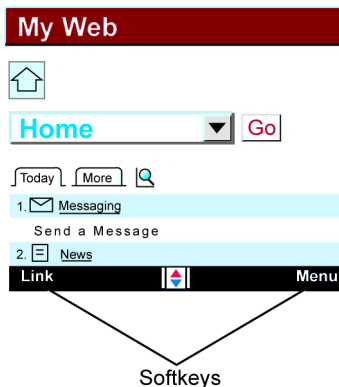 My Web
Home Go
Today More
1. Messaging
Send a Message
2. News
Link Menu
Softkeys